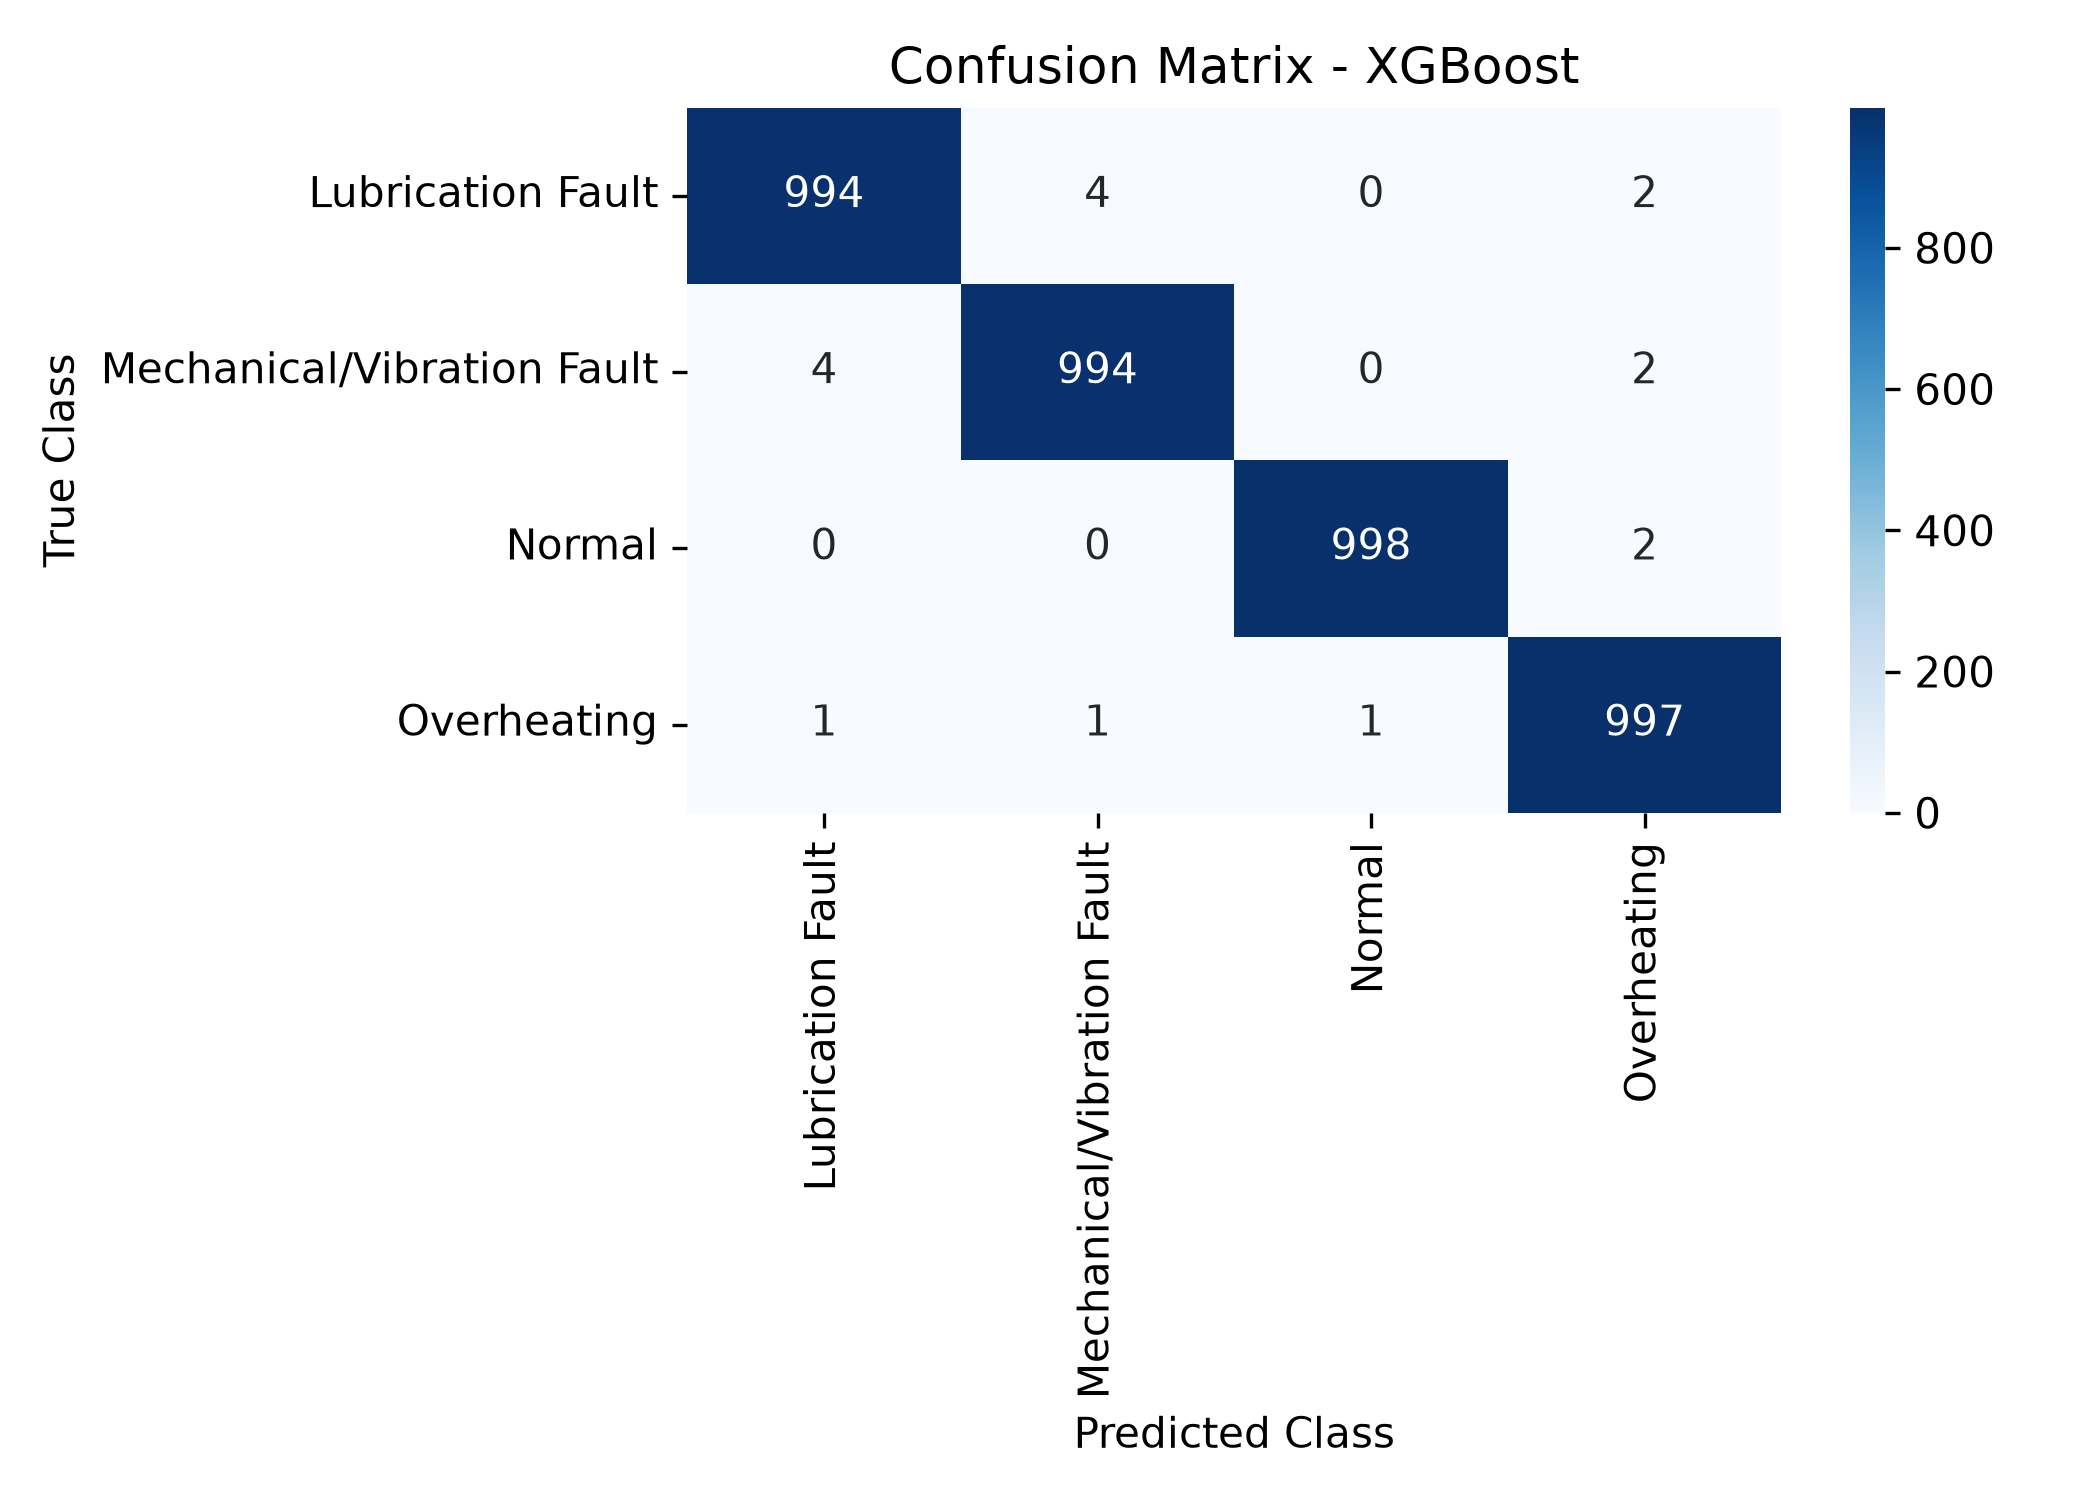 Confusion Matrix - XGBoost
True Class
Lubrication Fault 994 4 0 2
Mechanical/Vibration Fault 4 994 0 2
Normal 0 0 998 2
Overheating 1 1 1 997
Lubrication Fault
Mechanical/Vibration Fault
Normal
Overheating
Predicted Class
800
600
400
200
0